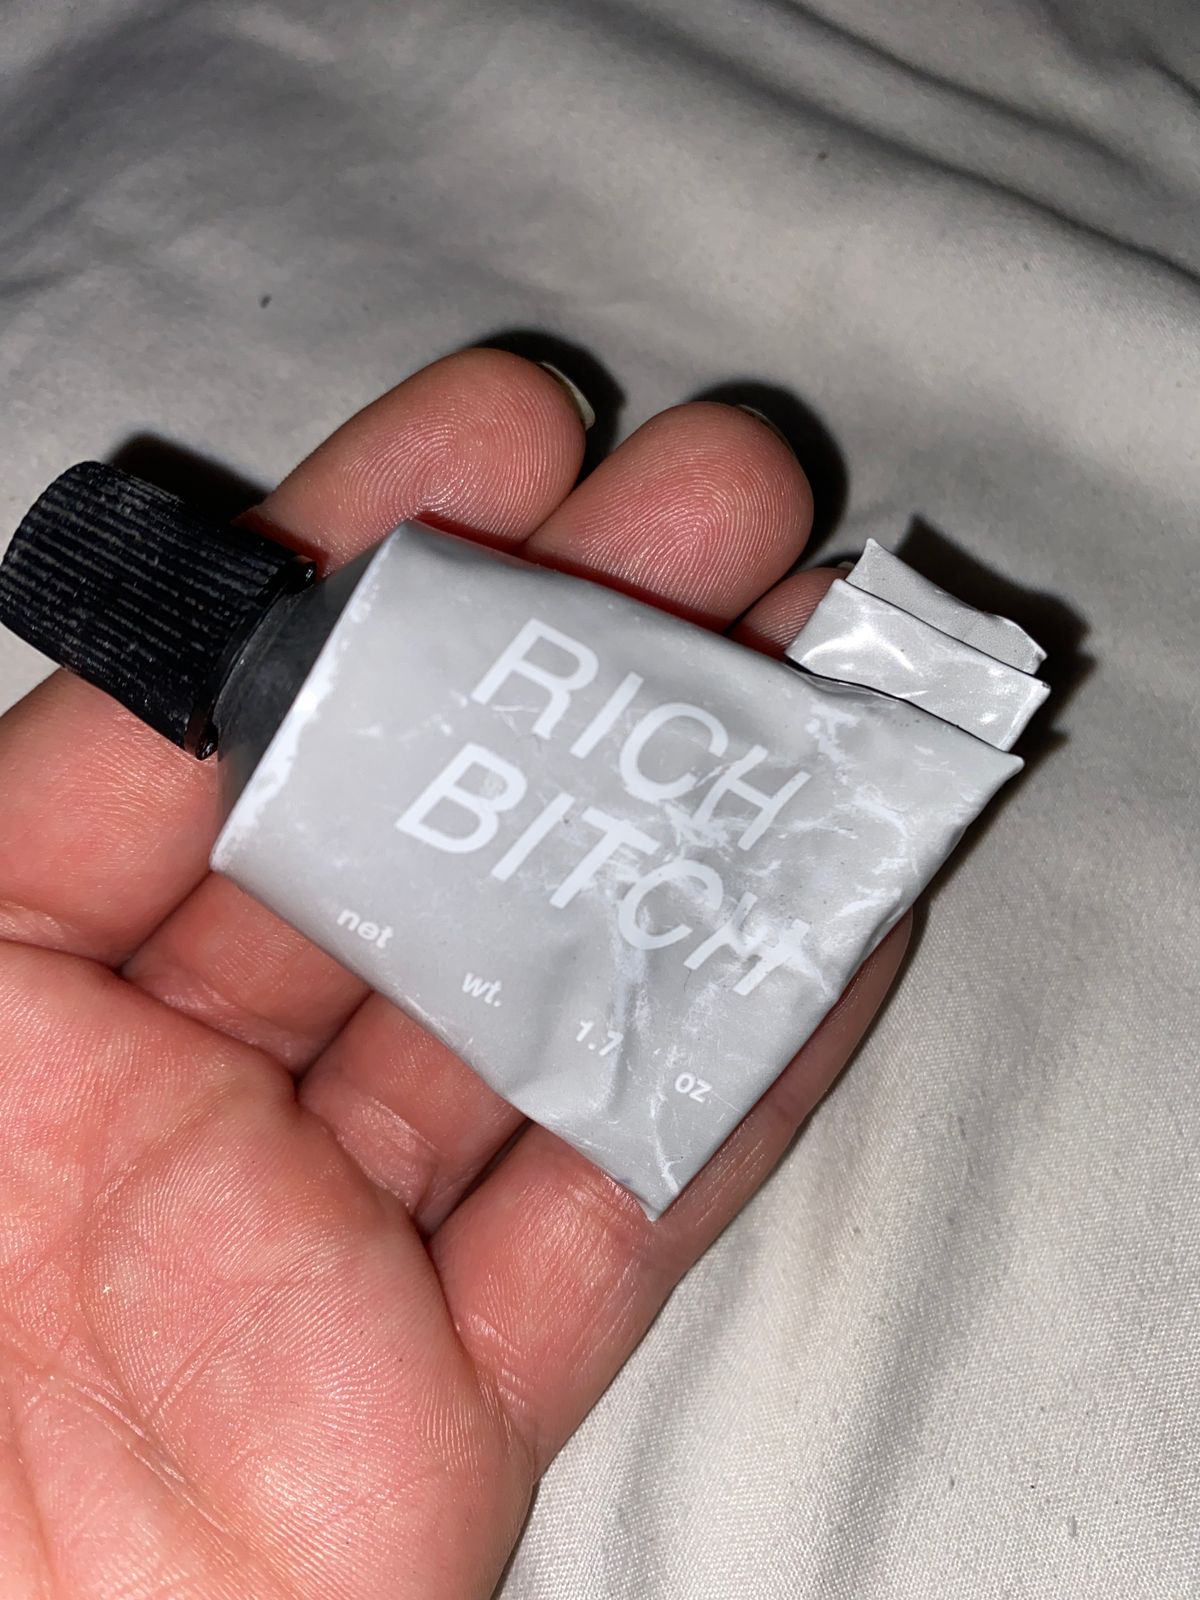 RICH
BITCH
net wt. 1.7 oz